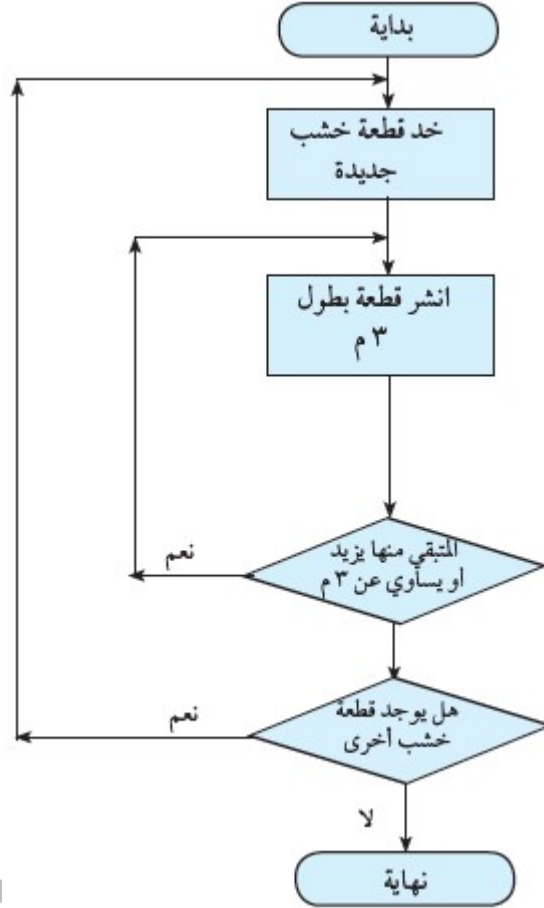 بداية
خد قطعة خشب
جديدة
انشر قطعة بطول
٣ م
المتبقي منها يزيد
او يساوي عن ٣ م
نعم
هل يوجد قطعة
خشب أخرى
نعم
لا
نهاية